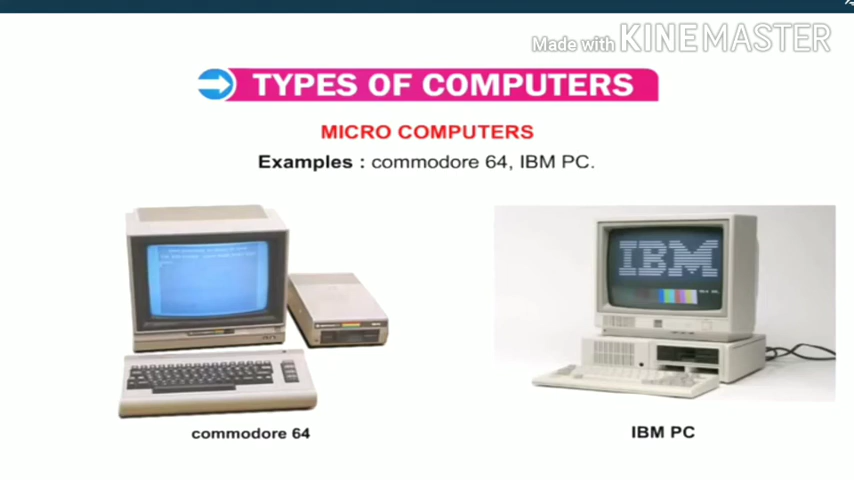 Made with KINEMASTER
TYPES OF COMPUTERS
MICRO COMPUTERS
Examples : commodore 64, IBM PC.
IBM
commodore 64
IBM PC